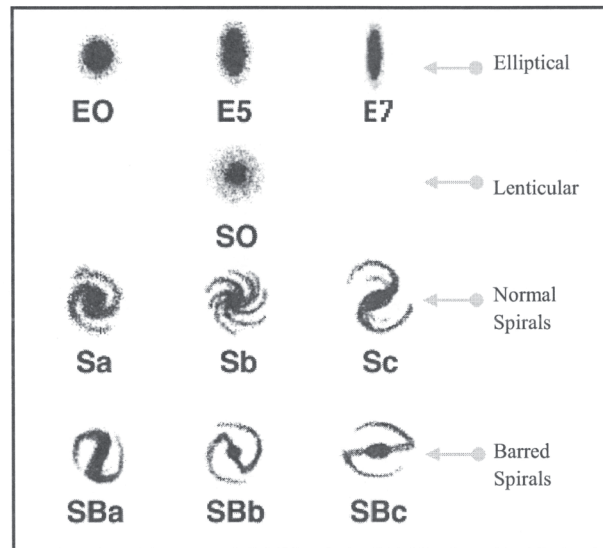 EO E5 E7
Elliptical
SO
Lenticular
Sa Sb Sc
Normal
Spirals
SBa SBb SBc
Barred
Spirals